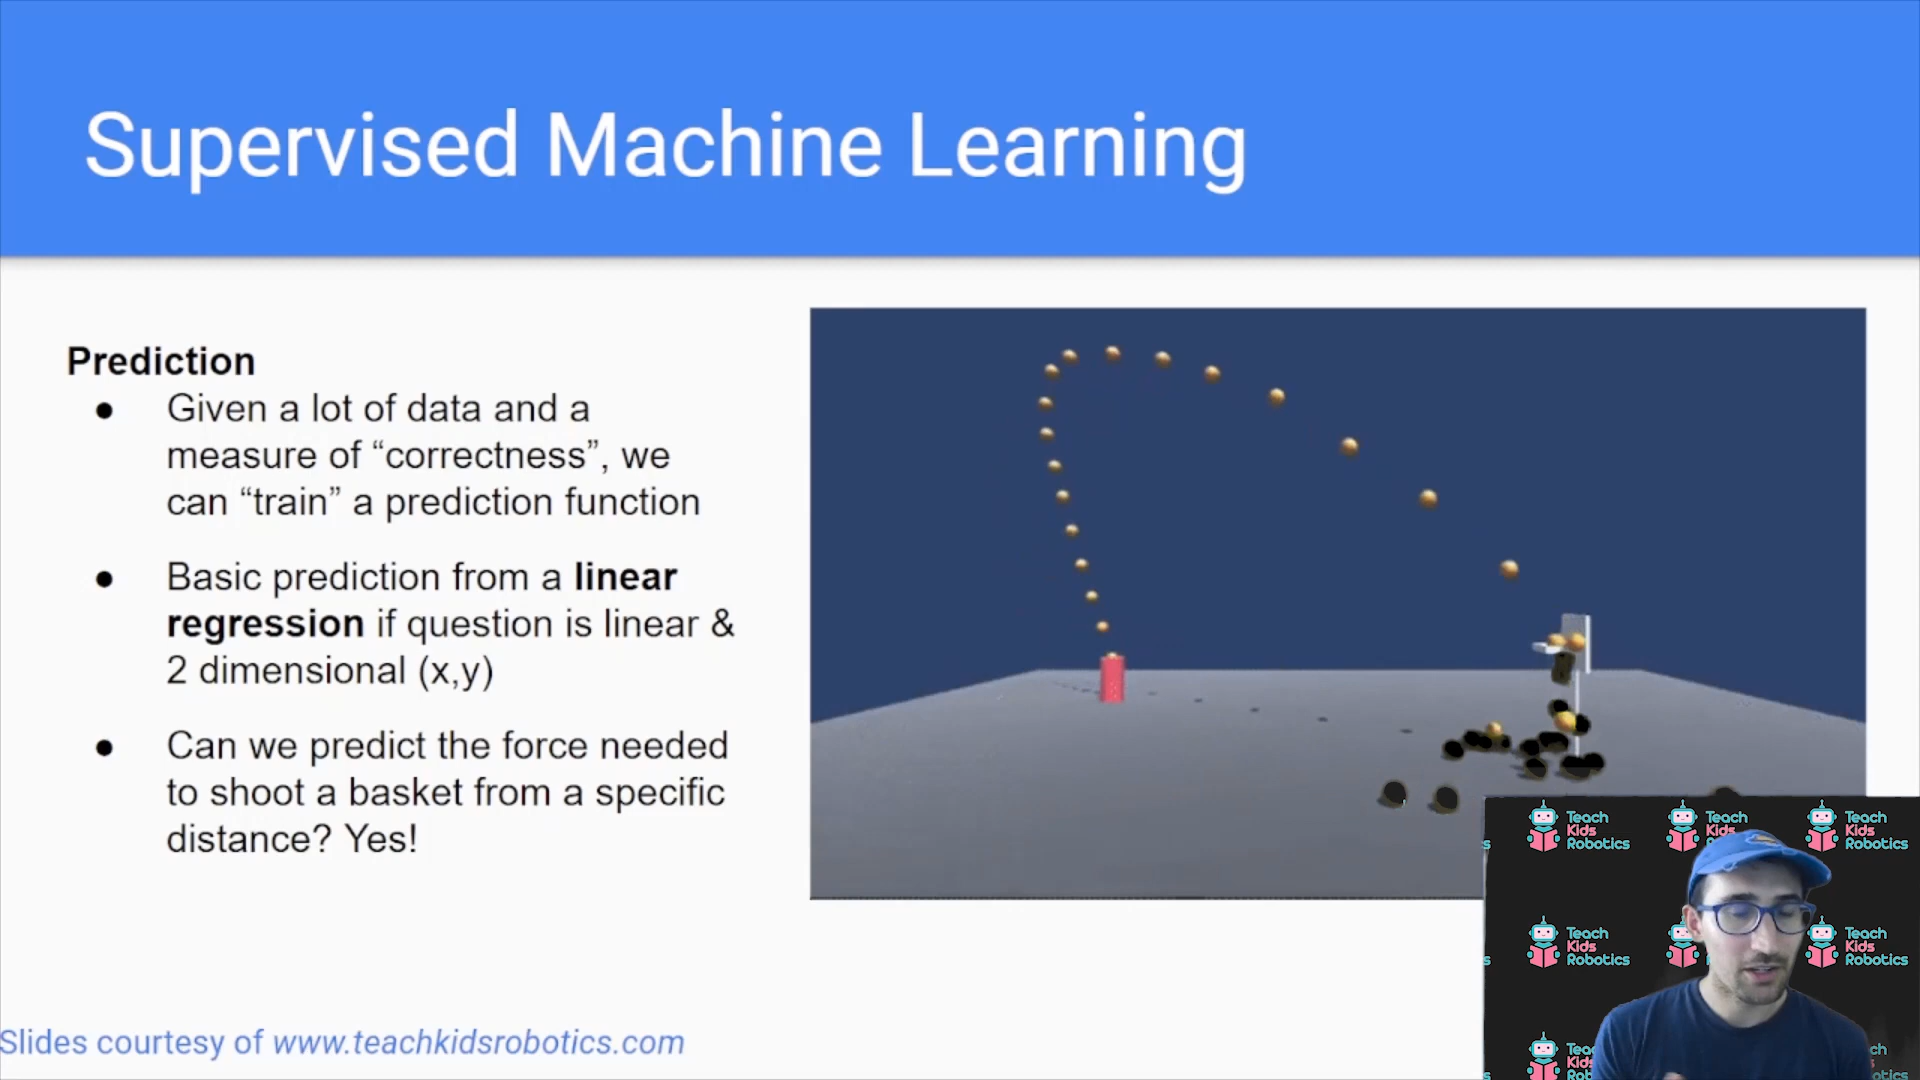 Supervised Machine Learning
Prediction
● Given a lot of data and a
measure of “correctness”, we
can “train” a prediction function
● Basic prediction from a linear
regression if question is linear &
2 dimensional (x,y)
● Can we predict the force needed
to shoot a basket from a specific
distance? Yes!
Slides courtesy of www.teachkidsrobotics.com
Teach
Kids
Robotics
Teach
Kids
Teach
Kids
Robotics
Teach
Kids
Robotics
Teach
Kids
Robotics